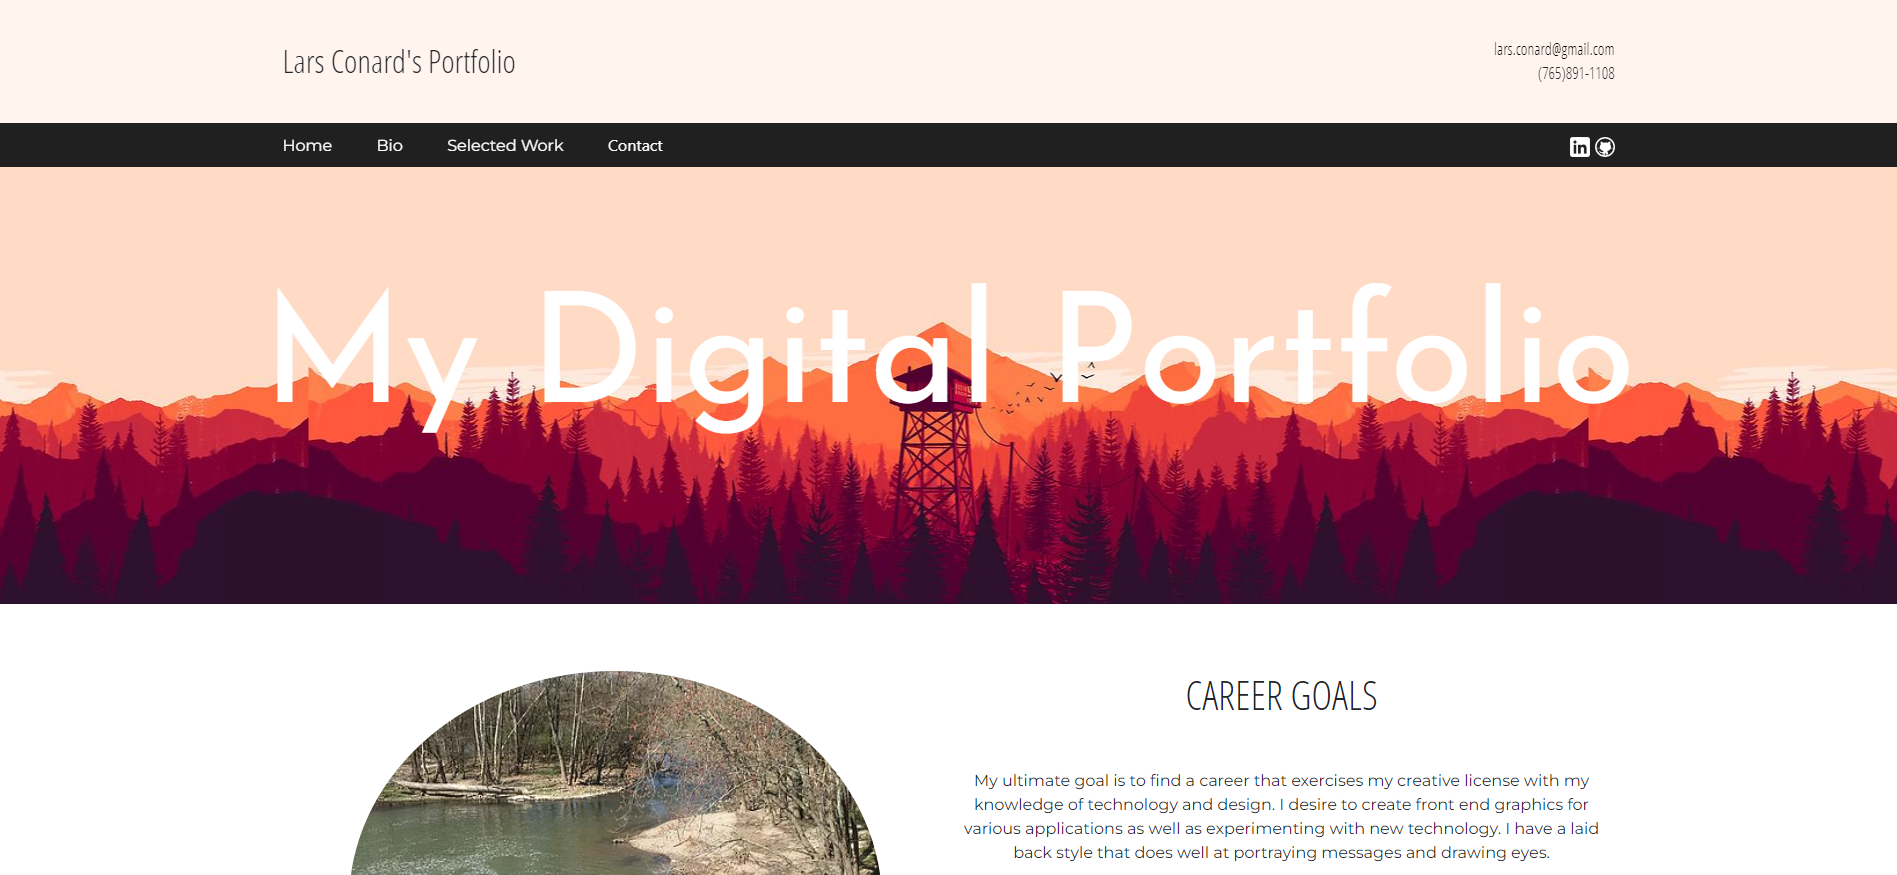 Lars Conard's Portfolio
lars.conard@gmail.com
(765)891-1108
Home Bio Selected Work Contact
in
My Digital Portfolio
CAREER GOALS
My ultimate goal is to find a career that exercises my creative license with my
knowledge of technology and design. I desire to create front end graphics for
various applications as well as experimenting with new technology. I have a laid
back style that does well at portraying messages and drawing eyes.